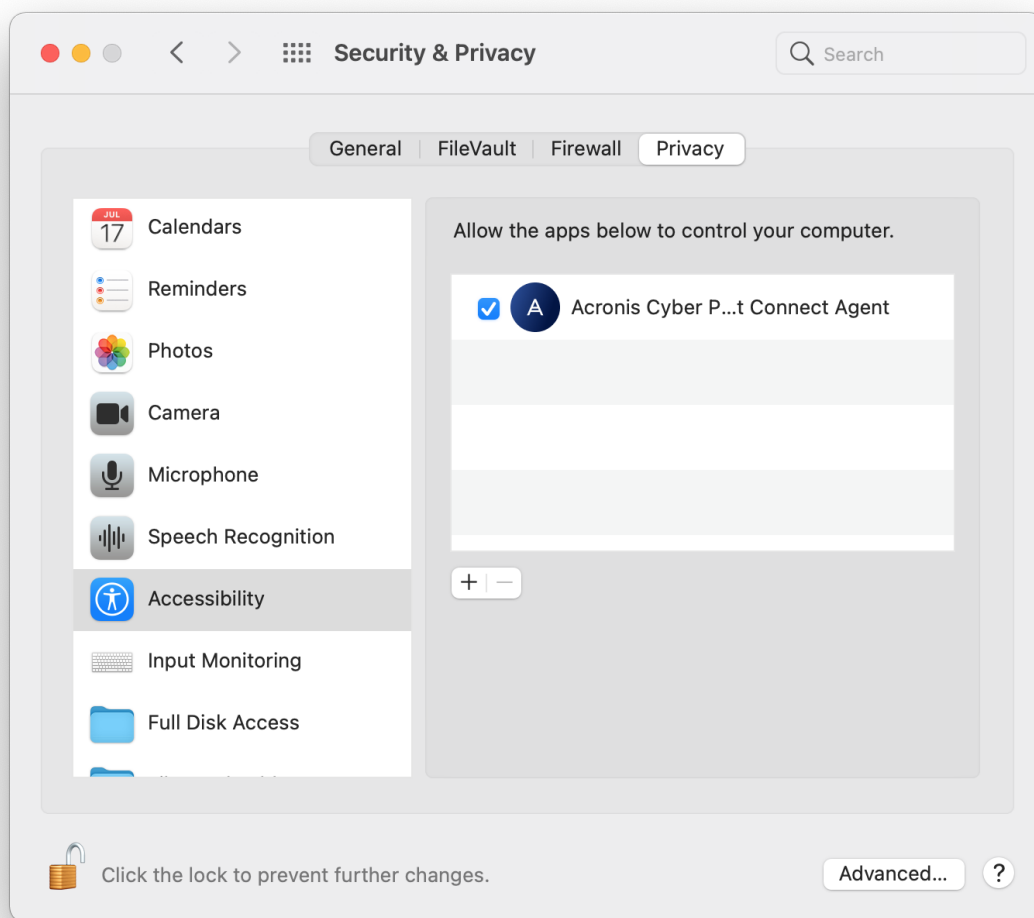 Security & Privacy
Search
General
FileVault
Firewall
Privacy
JUL
17
Calendars
Reminders
Photos
Camera
Microphone
Speech Recognition
Accessibility
Input Monitoring
Full Disk Access
Allow the apps below to control your computer.
Acronis Cyber P...t Connect Agent
Click the lock to prevent further changes.
Advanced...
?